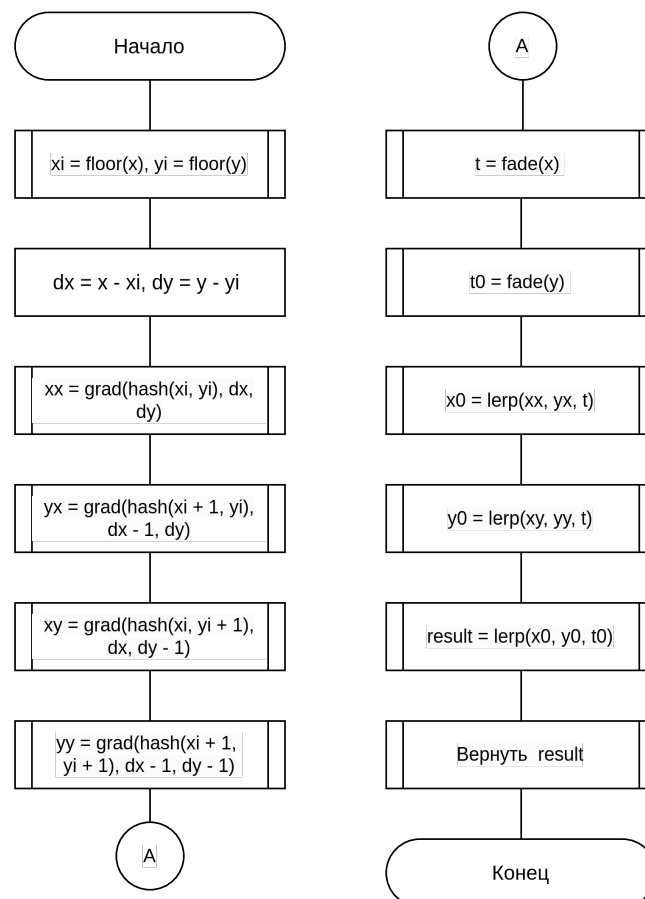 Начало
xi = floor(x), yi = floor(y)
dx = x - xi, dy = y - yi
xx = grad(hash(xi, yi), dx,
dy)
yx = grad(hash(xi + 1, yi),
dx - 1, dy)
xy = grad(hash(xi, yi + 1),
dx, dy - 1)
yy = grad(hash(xi + 1,
yi + 1), dx - 1, dy - 1)
A
A
t = fade(x)
t0 = fade(y)
x0 = lerp(xx, yx, t)
y0 = lerp(xy, yy, t)
result = lerp(x0, y0, t0)
Вернуть result
Конец